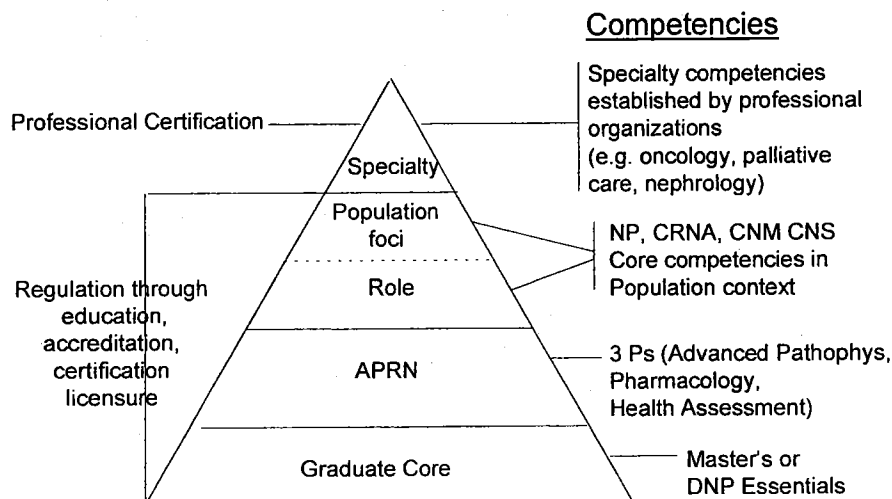 Competencies
Specialty competencies
established by professional
organizations
(e.g. oncology, palliative
care, nephrology)
Professional Certification
Specialty
Population
foci
NP, CRNA, CNM CNS
Core competencies in
Population context
Role
Regulation through
education,
accreditation,
certification
licensure
APRN
3 Ps (Advanced Pathophys,
Pharmacology,
Health Assessment)
Graduate Core
Master's or
DNP Essentials